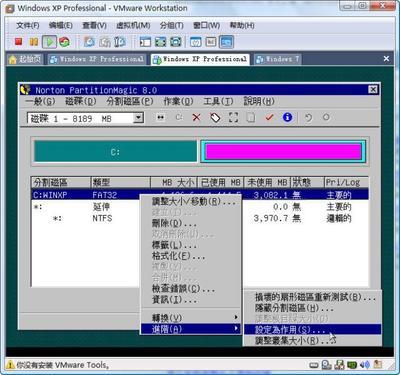 Windows XP Professional - VMware Workstation
文件(F) 编辑(E) 查看(V) 虚拟机(M) 分组(T) 窗口(W) 帮助(H)
起始页 Windows XP Professional Windows XP Professional Windows 7
Norton PartitionMagic 8.0
一般(G) 磁碟(D) 分割磁區(P) 作業(O) 工具(T) 說明(H)
磁碟 1 - 8189 MB
C:
C:
分割磁區 類型 MB 大小 已使用 MB 未使用 MB 狀態 Pri/Log
C:WINXP FAT32 3,082.1 無 主要的
*: 延伸 0.0 無 主要的
*: NTFS 3,970.7 無 邏輯的
調整大小/移動(R)...
建立(T)...
刪除(D)...
取消刪除(U)...
標籤(L)...
格式化(F)...
複製(Y)...
合併(M)...
檢查錯誤(C)...
資訊(I)...
轉換(V)
進階(A)
損壞的扇形磁區重新測試(B)...
隱藏分割磁區(H)...
設定為作用(S)...
調整叢集大小(R)...
你没有安装 VMware Tools。